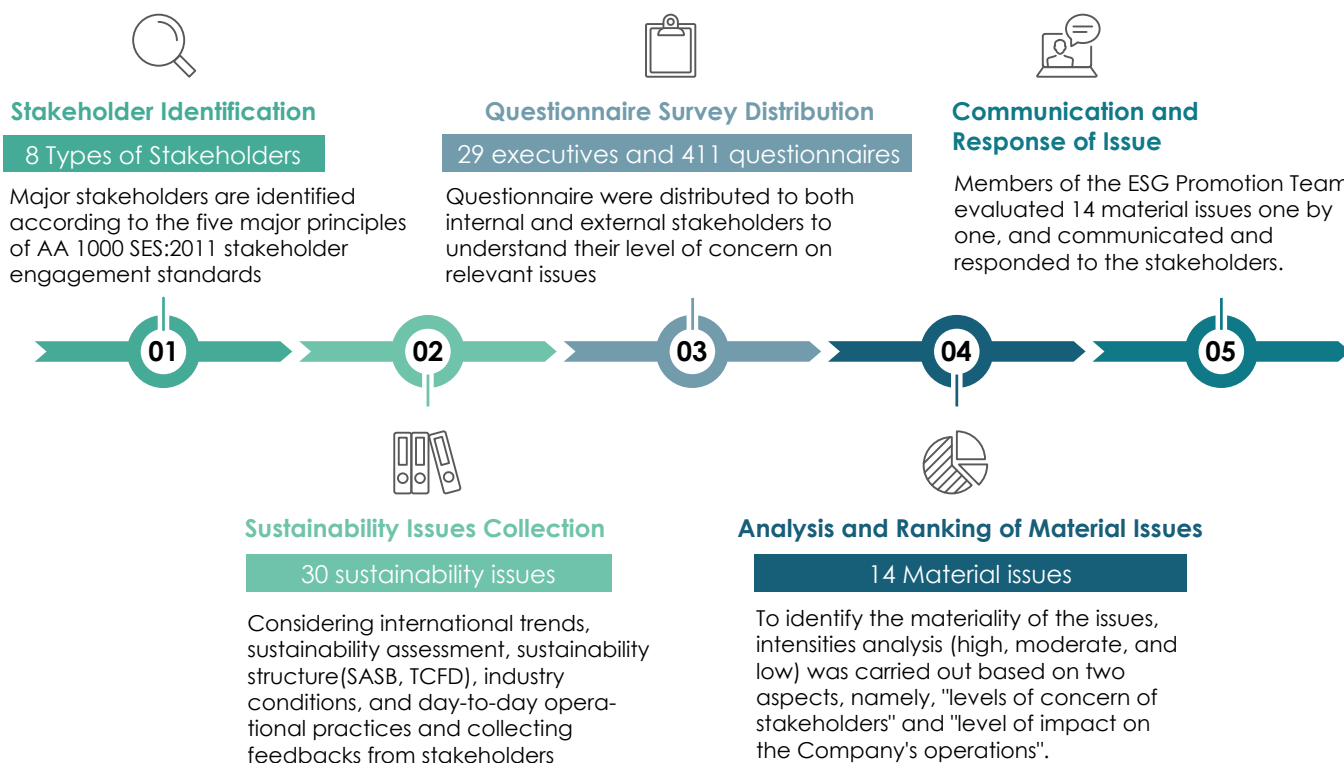 Stakeholder Identification
8 Types of Stakeholders
Major stakeholders are identified
according to the five major principles
of AA 1000 SES:2011 stakeholder
engagement standards
Questionnaire Survey Distribution
29 executives and 411 questionnaires
Questionnaire were distributed to both
internal and external stakeholders to
understand their level of concern on
relevant issues
Communication and
Response of Issue
Members of the ESG Promotion Team
evaluated 14 material issues one by
one, and communicated and
responded to the stakeholders.
01
02
03
04
05
Sustainability Issues Collection
30 sustainability issues
Considering international trends,
sustainability assessment, sustainability
structure(SASB, TCFD), industry
conditions, and day-to-day opera-
tional practices and collecting
feedbacks from stakeholders
Analysis and Ranking of Material Issues
14 Material issues
To identify the materiality of the issues,
intensities analysis (high, moderate, and
low) was carried out based on two
aspects, namely, "levels of concern of
stakeholders" and "level of impact on
the Company's operations".